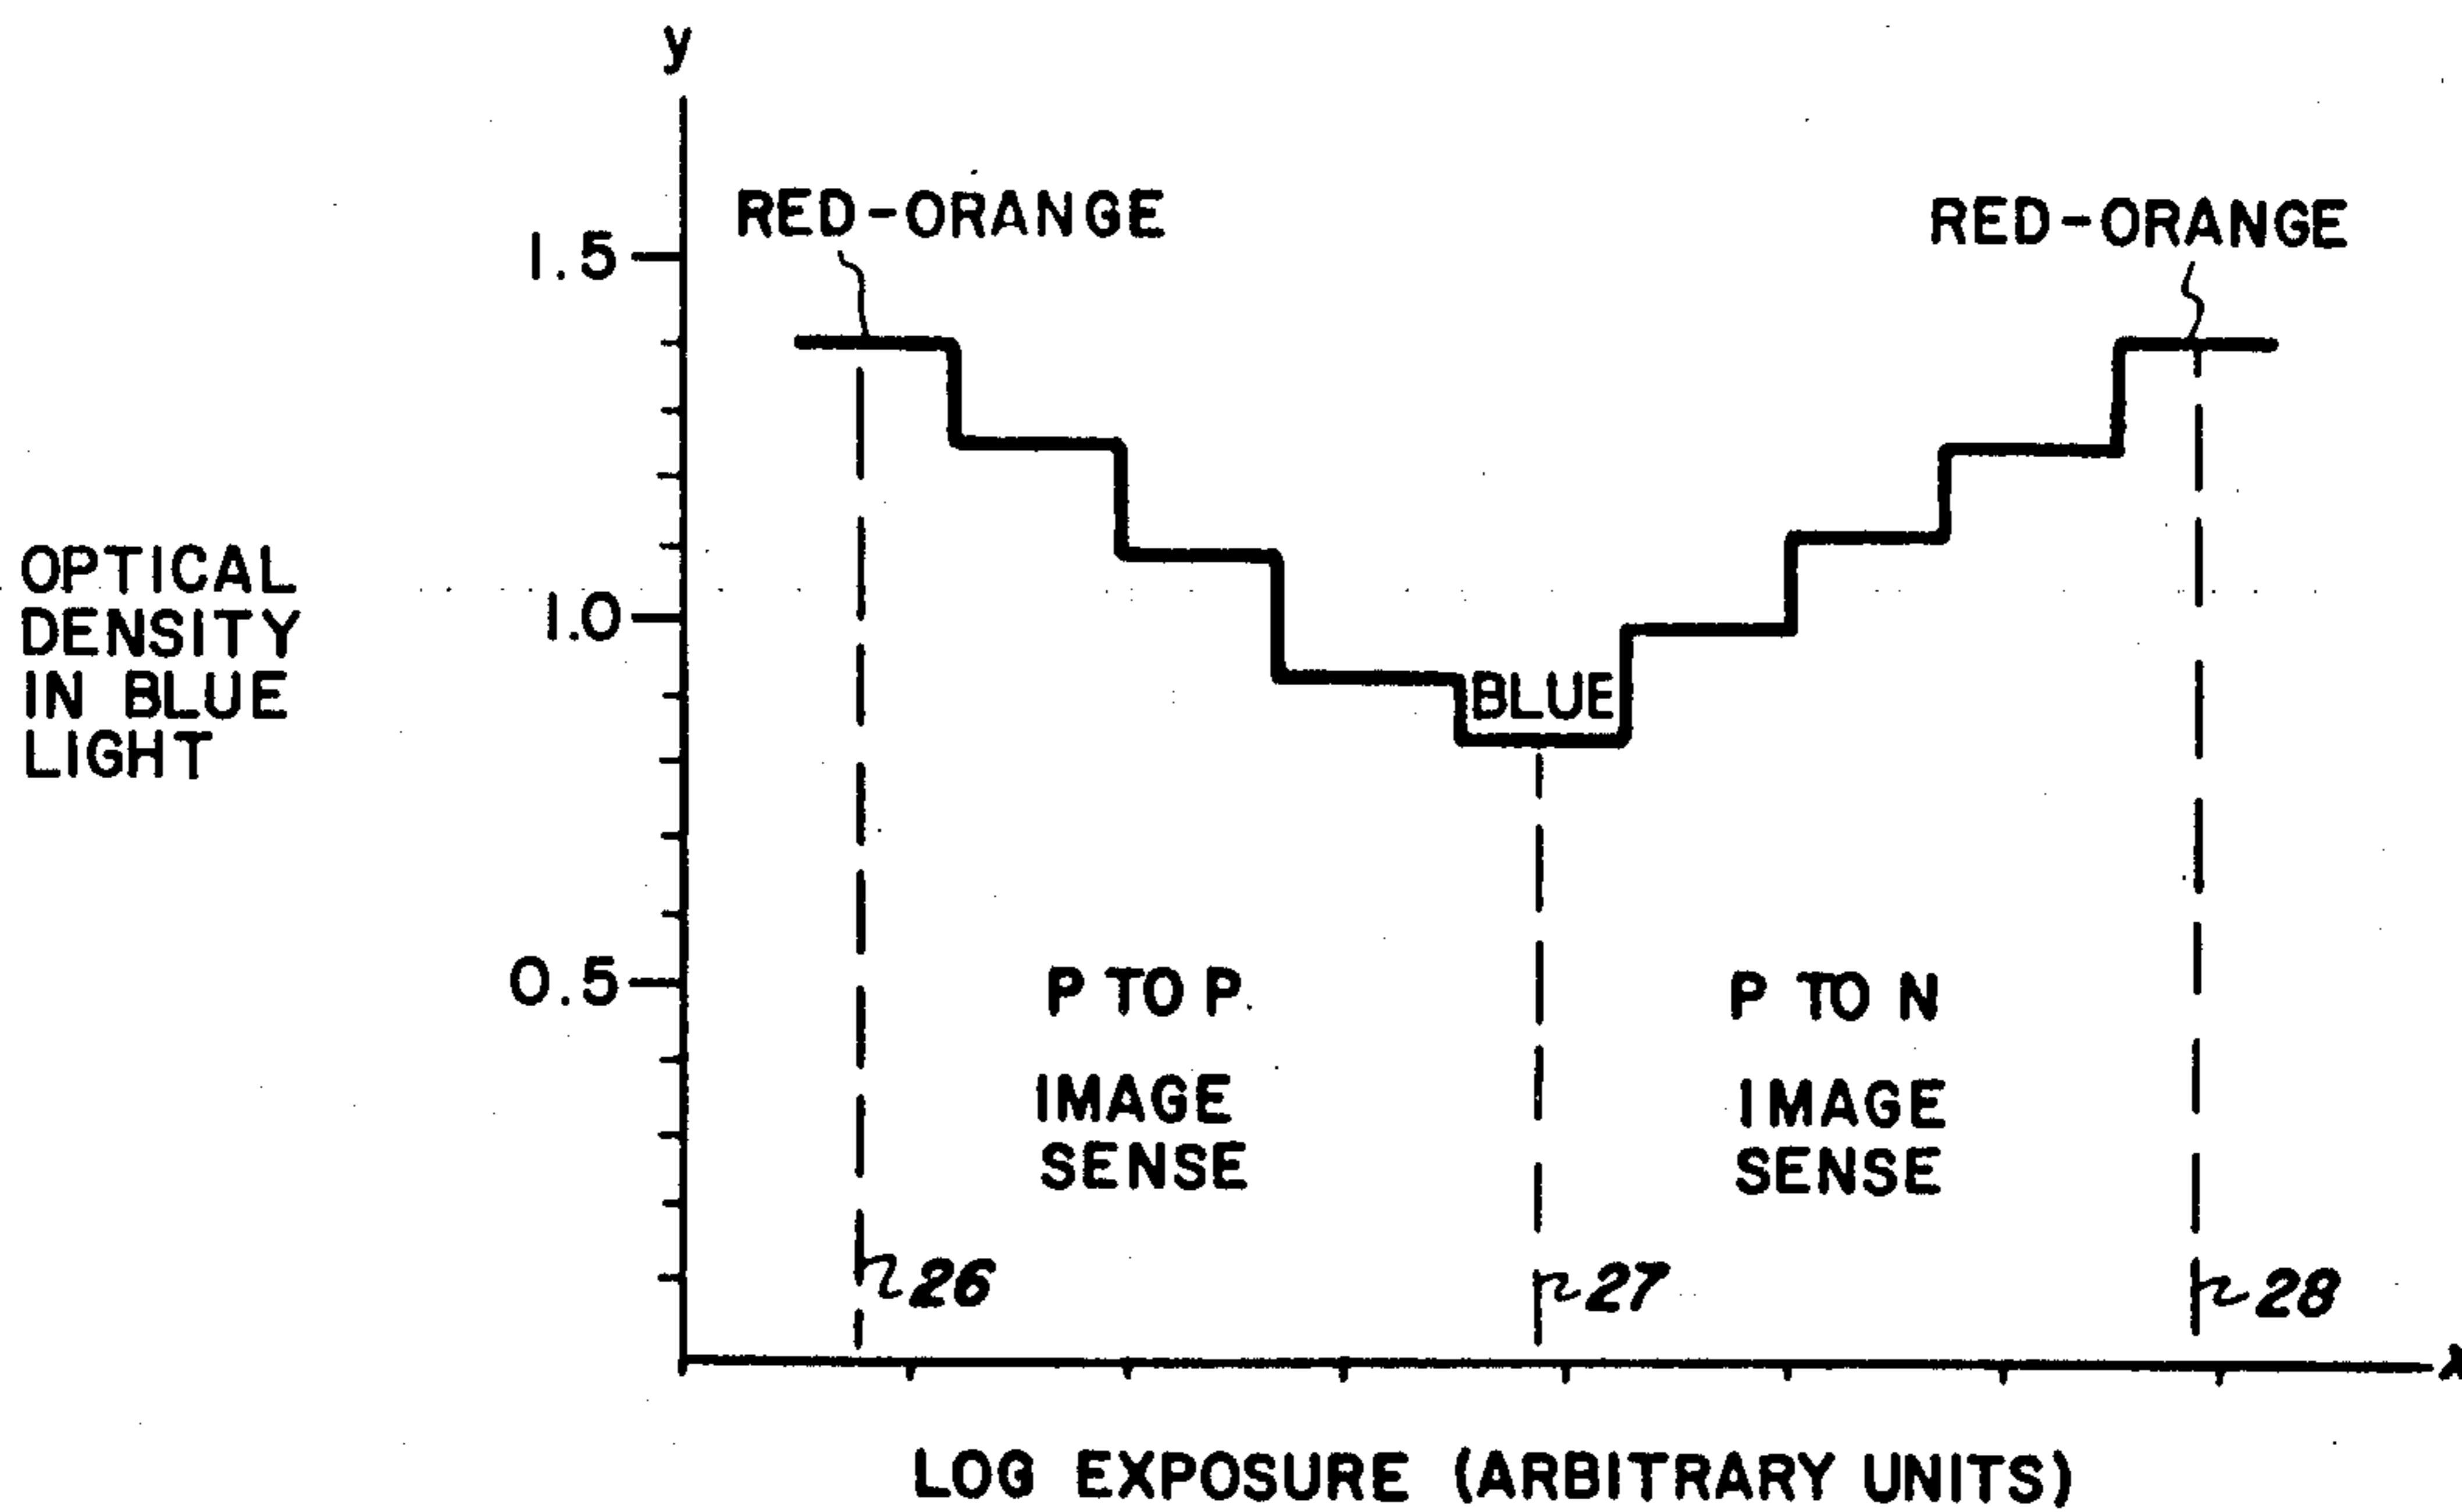 y
RED-ORANGE
RED-ORANGE
1.5
OPTICAL
DENSITY
IN BLUE
LIGHT
1.0
BLUE
0.5
P TO P
IMAGE
SENSE
P TO N
IMAGE
SENSE
26
27
28
x
LOG EXPOSURE (ARBITRARY UNITS)